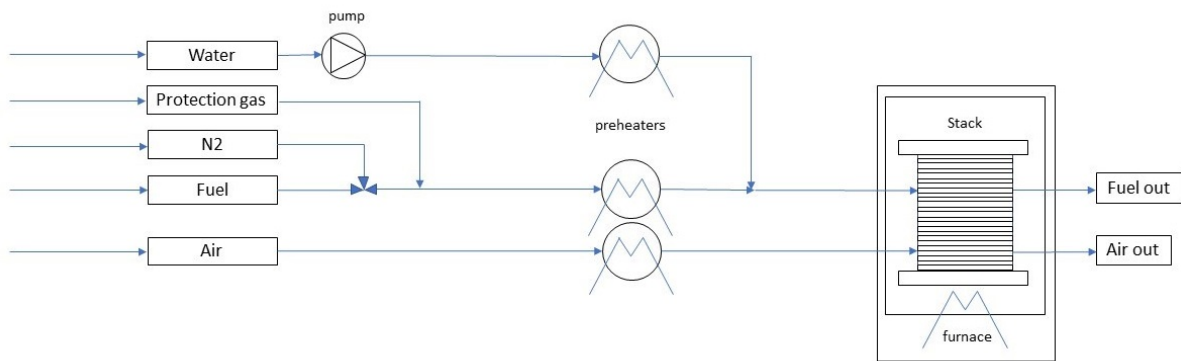 pump
Water
Protection gas
N2
Fuel
Air
preheaters
Stack
furnace
Fuel out
Air out